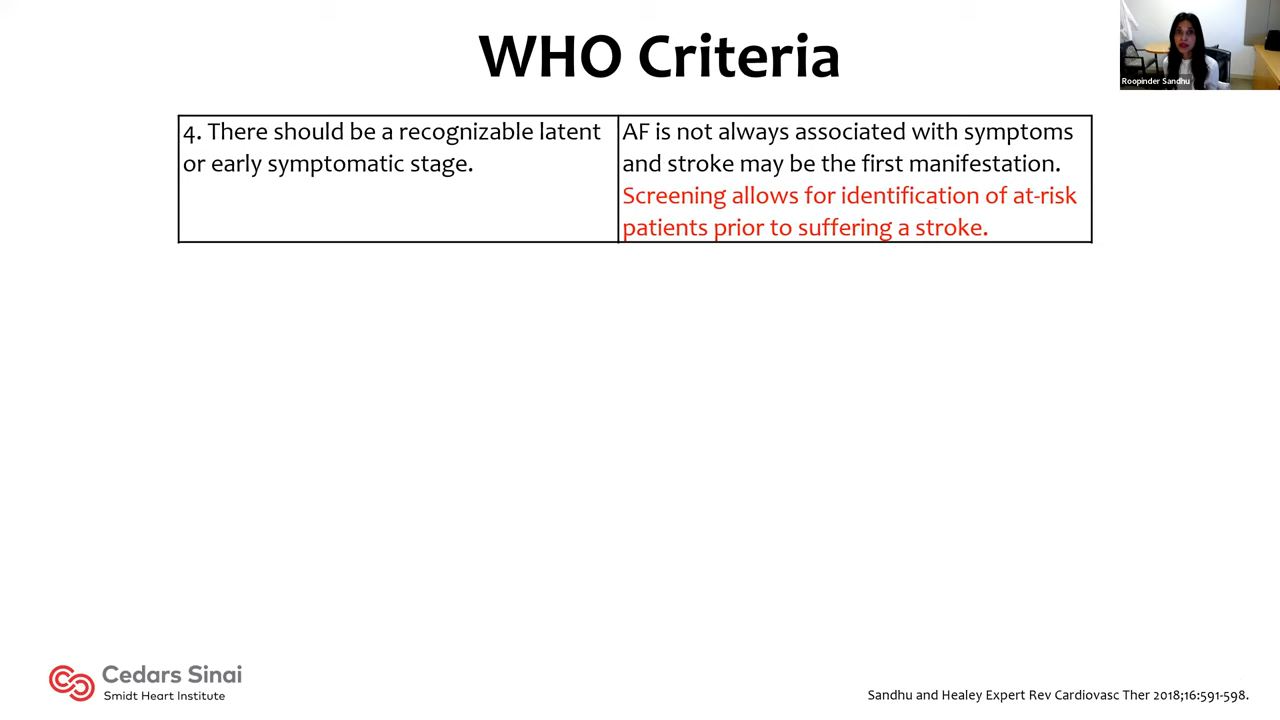 WHO Criteria
Roopinder Sandhu
4. There should be a recognizable latent
or early symptomatic stage.
AF is not always associated with symptoms
and stroke may be the first manifestation.
Screening allows for identification of at-risk
patients prior to suffering a stroke.
Cedars Sinai
Smidt Heart Institute
Sandhu and Healey Expert Rev Cardiovasc Ther 2018;16:591-598.